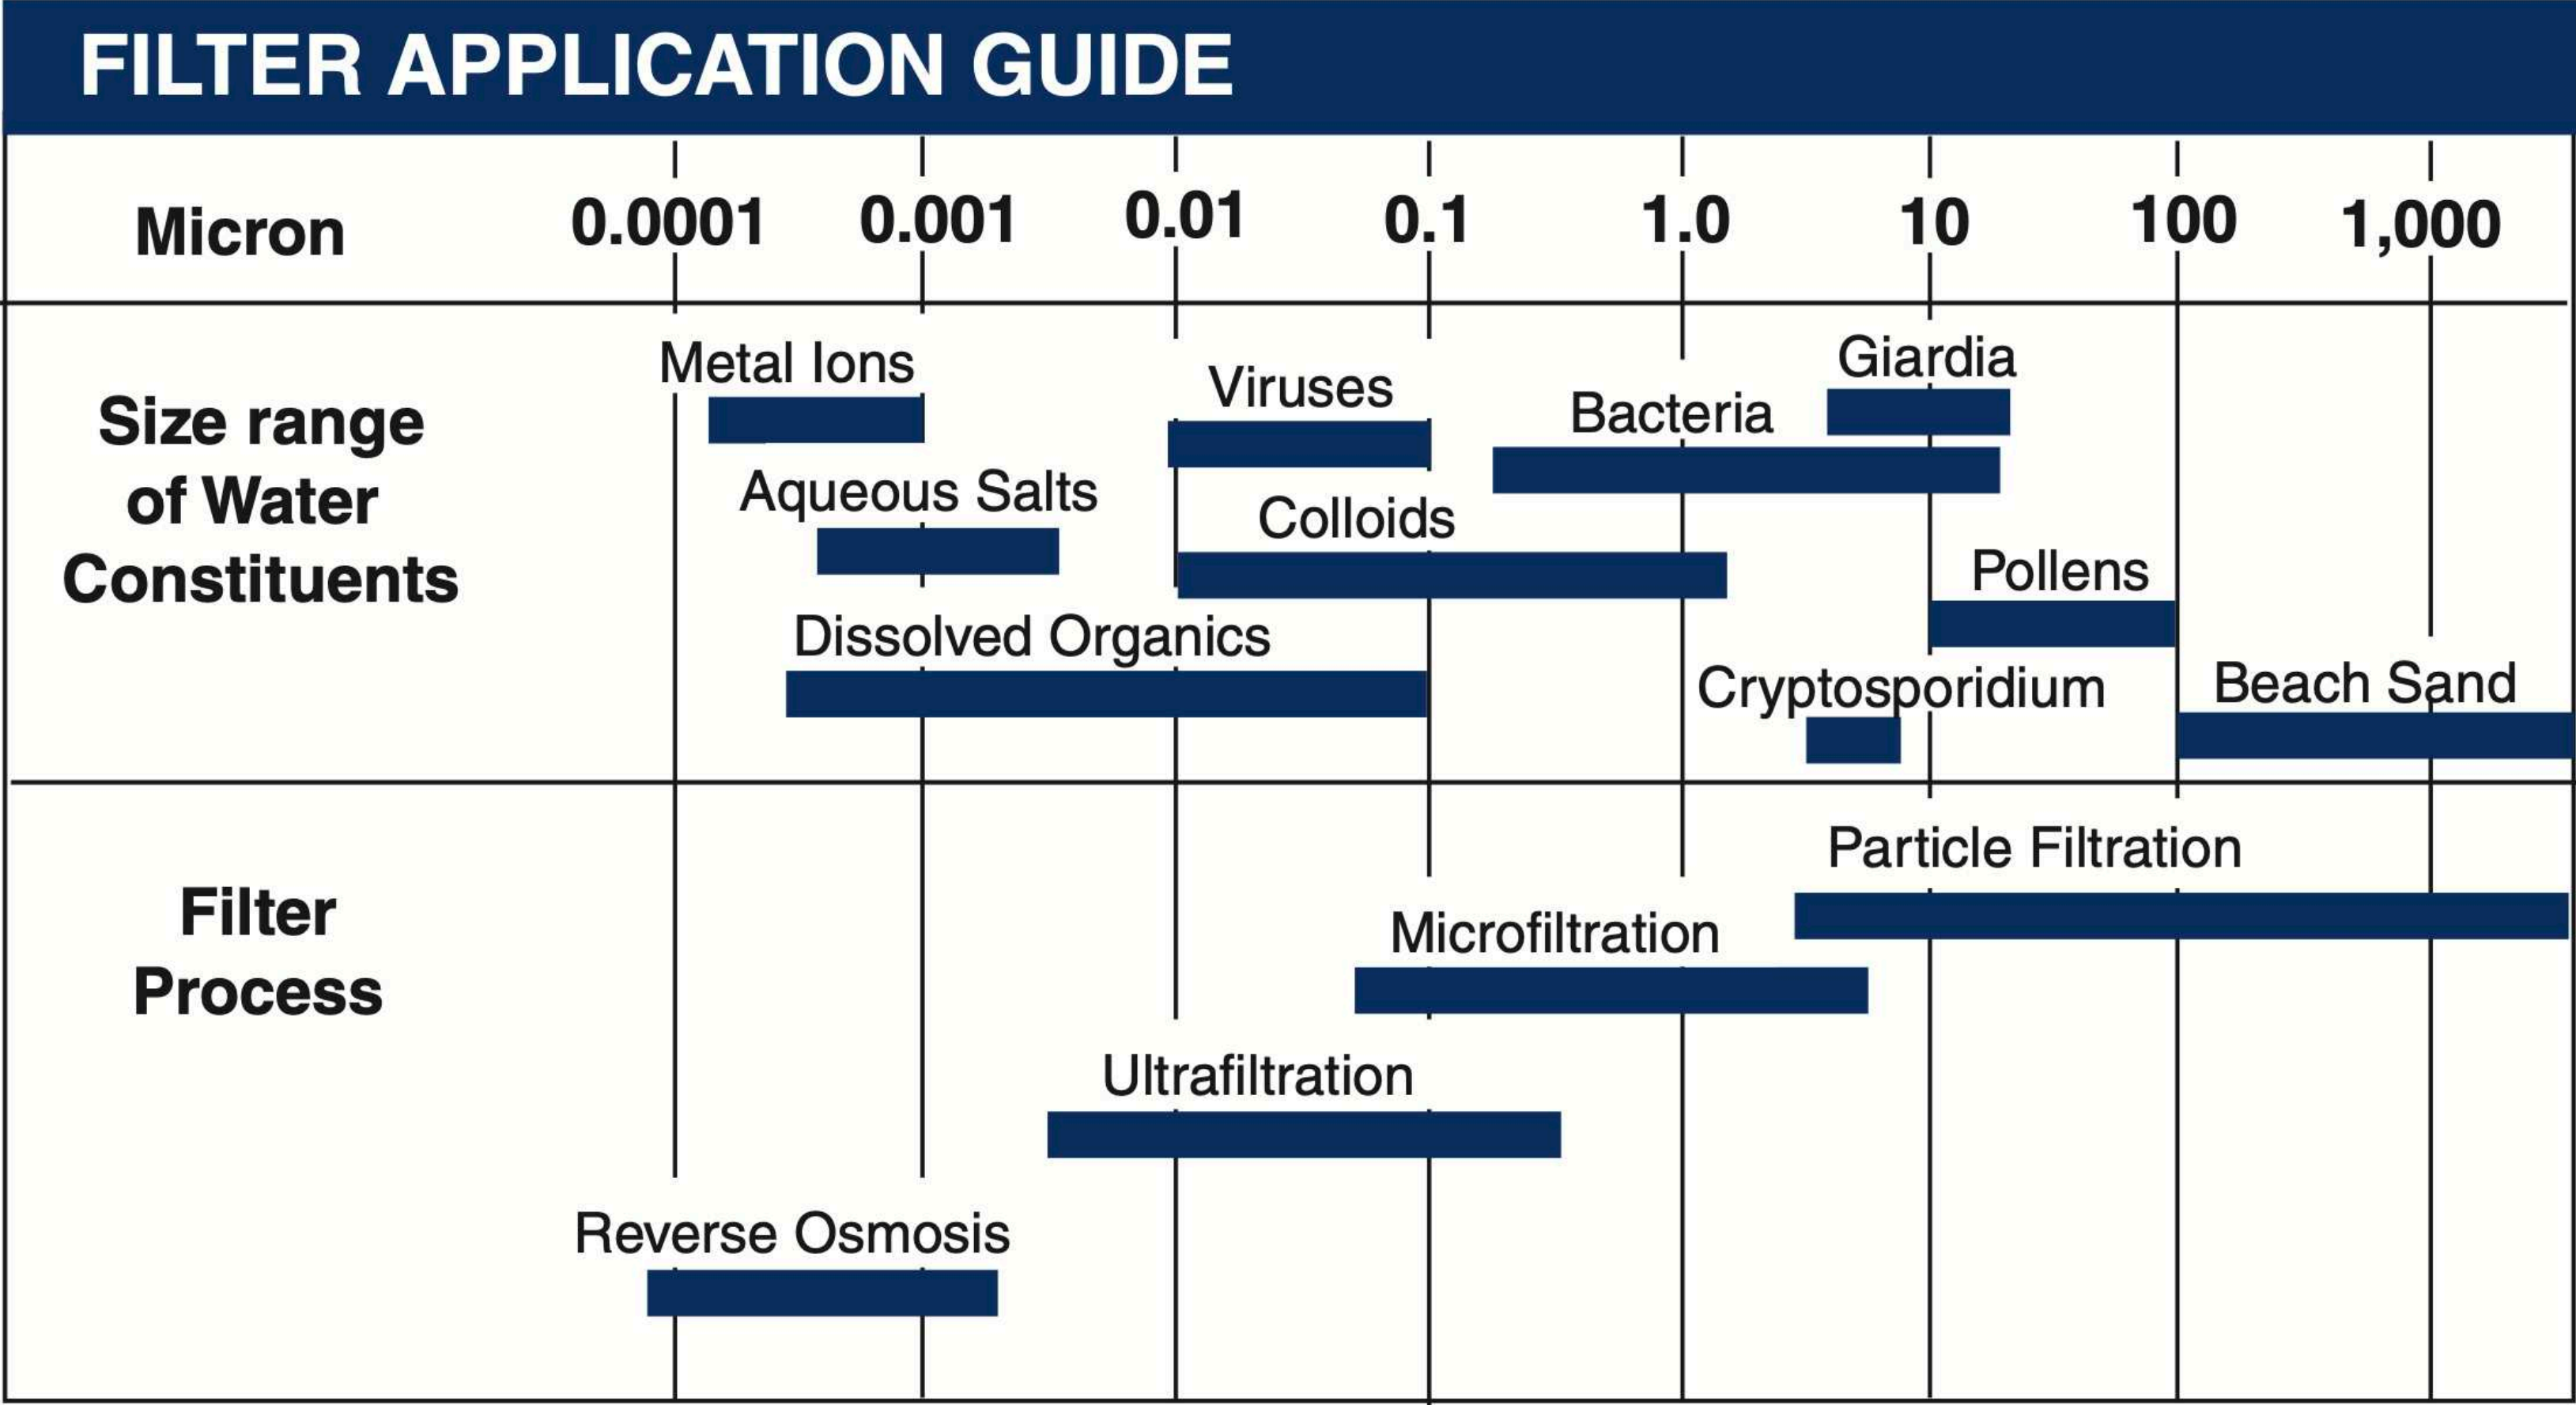 FILTER APPLICATION GUIDE
Micron
0.0001
0.001
0.01
0.1
1.0
10
100
1,000
Size range
of Water
Constituents
Metal Ions
Viruses
Giardia
Bacteria
Aqueous Salts
Colloids
Pollens
Dissolved Organics
Cryptosporidium
Beach Sand
Filter
Process
Particle Filtration
Microfiltration
Ultrafiltration
Reverse Osmosis